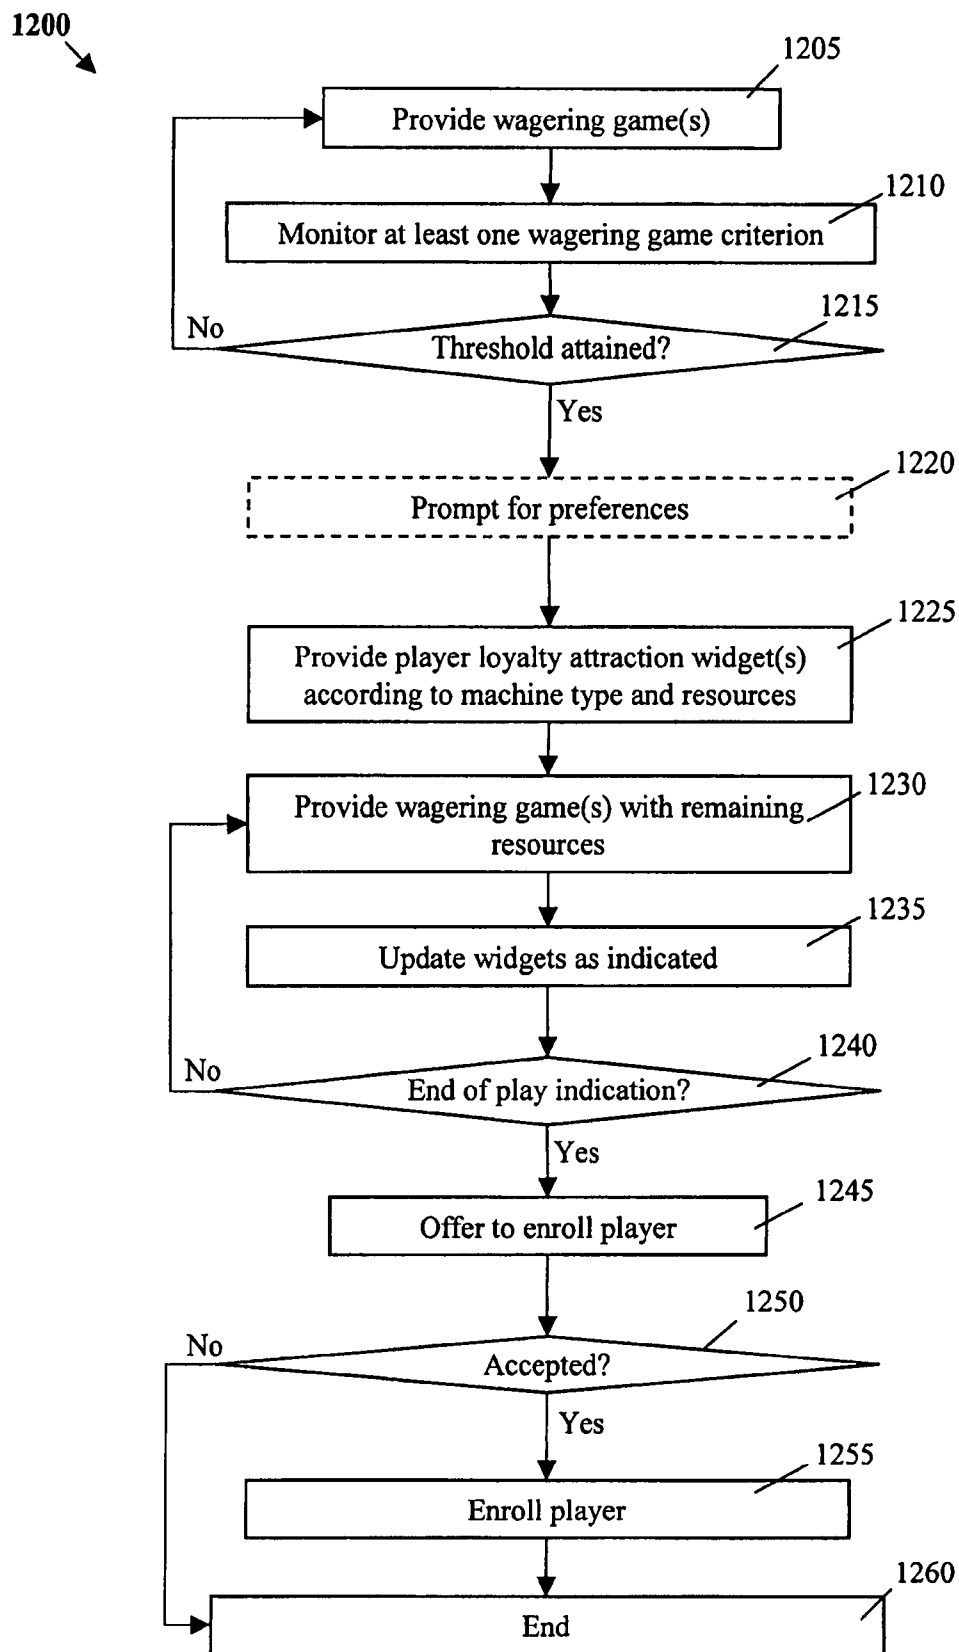 1200
1205
Provide wagering game(s)
1210
Monitor at least one wagering game criterion
1215
No
Threshold attained?
Yes
1220
Prompt for preferences
1225
Provide player loyalty attraction widget(s)
according to machine type and resources
1230
Provide wagering game(s) with remaining
resources
1235
Update widgets as indicated
1240
No
End of play indication?
Yes
1245
Offer to enroll player
1250
No
Accepted?
Yes
1255
Enroll player
1260
End